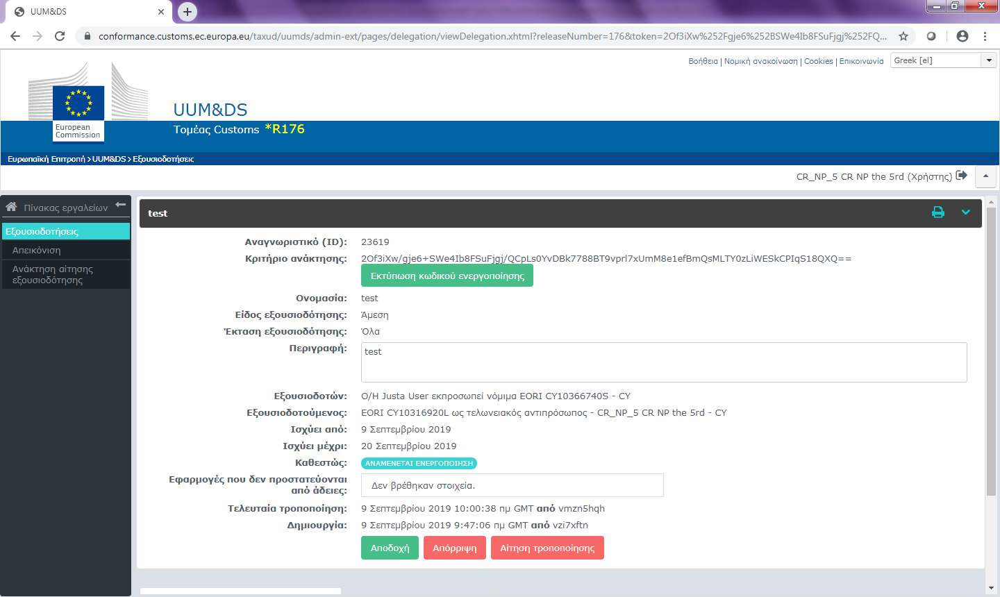 UUM&DS
conformance.customs.ec.europa.eu/taxud/uumds/admin-ext/pages/delegation/viewDelegation.xhtml?releaseNumber=176&token=2Of3iXw%252Fgje6%252BSWe4Ib8FSuFjgj%252FQ...
Βοήθεια | Νομική ανακοίνωση | Cookies | Επικοινωνία
Greek [el]
UUM&DS
Τομέας Customs *R176
European
Commission
Ευρωπαϊκή Επιτροπή > UUM&DS > Εξουσιοδοτήσεις
CR_NP_5 CR NP the 5rd (Χρήστης)
Πίνακας εργαλείων
Εξουσιοδοτήσεις
Απεικόνιση
Ανάκτηση αίτησης
εξουσιοδότησης
test
Αναγνωριστικό (ID): 23619
Κριτήριο ανάκτησης: 2Of3iXw/gje6+SWe4Ib8FSuFjgj/QCpLs0YvDBk7788BT9vprl7xUmM8e1efBmQsMLTY0zLiWESkCPIqS18QXQ==
Εκτύπωση κωδικού ενεργοποίησης
Ονομασία: test
Είδος εξουσιοδότησης: Άμεση
Έκταση εξουσιοδότησης: Όλα
Περιγραφή: test
Εξουσιοδοτών: Ο/Η Justa User εκπροσωπεί νόμιμα EORI CY10366740S - CY
Εξουσιοδοτούμενος: EORI CY10316920L ως τελωνειακός αντιπρόσωπος - CR_NP_5 CR NP the 5rd - CY
Ισχύει από: 9 Σεπτεμβρίου 2019
Ισχύει μέχρι: 20 Σεπτεμβρίου 2019
Καθεστώς: ΑΝΑΜΕΝΕΤΑΙ ΕΝΕΡΓΟΠΟΙΗΣΗ
Εφαρμογές που δεν προστατεύονται
από άδειες: Δεν βρέθηκαν στοιχεία.
Τελευταία τροποποίηση: 9 Σεπτεμβρίου 2019 10:00:38 πμ GMT από vmzn5hqh
Δημιουργία: 9 Σεπτεμβρίου 2019 9:47:06 πμ GMT από vzi7xftn
Αποδοχή Απόρριψη Αίτηση τροποποίησης